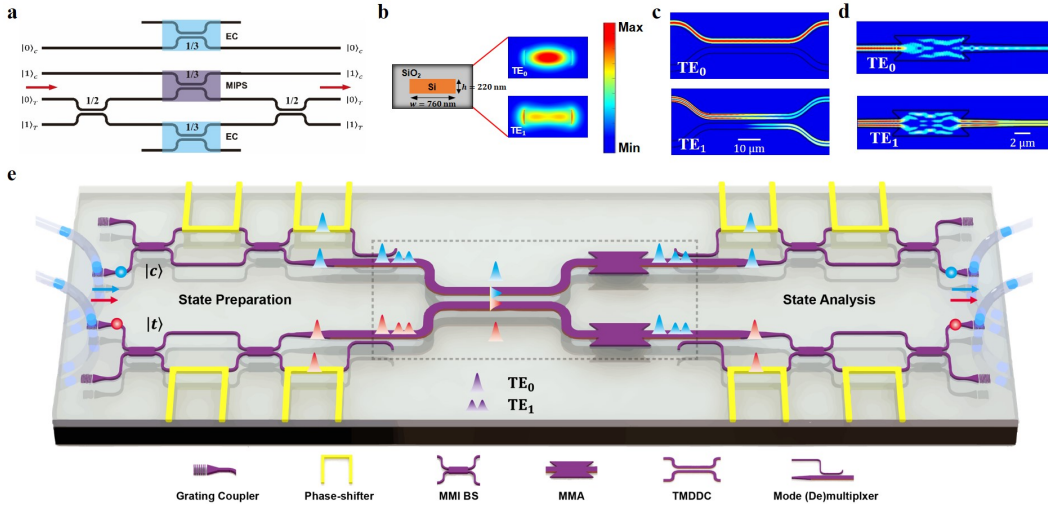 a
EC
1/3
|0⟩c
|0⟩c
|1⟩c
1/3
|1⟩c
MIPS
|0⟩T
1/2
1/2
|0⟩T
|1⟩T
1/3
|1⟩T
EC
b
SiO2
Si
h = 220 nm
w = 760 nm
TE0
TE1
Max
Min
c
TE0
TE1
10 μm
d
TE0
TE1
2 μm
e
|c⟩
State Preparation
State Analysis
|t⟩
TE0
TE1
Grating Coupler
Phase-shifter
MMI BS
MMA
TMDDC
Mode (De)multiplxer